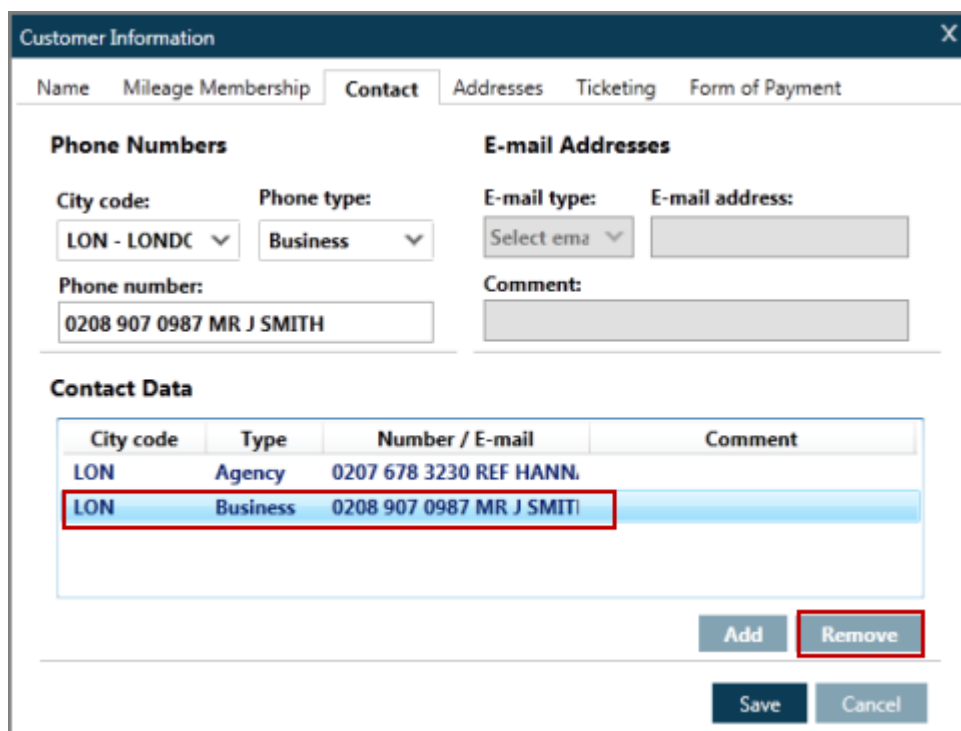 Customer Information X
Name Mileage Membership Contact Addresses Ticketing Form of Payment
Phone Numbers
E-mail Addresses
City code: Phone type:
E-mail type: E-mail address:
LON - LONDC Business
Select ema
Phone number:
Comment:
0208 907 0987 MR J SMITH
Contact Data
City code Type Number / E-mail Comment
LON Agency 0207 678 3230 REF HANN
LON Business 0208 907 0987 MR J SMIT
Add Remove
Save Cancel